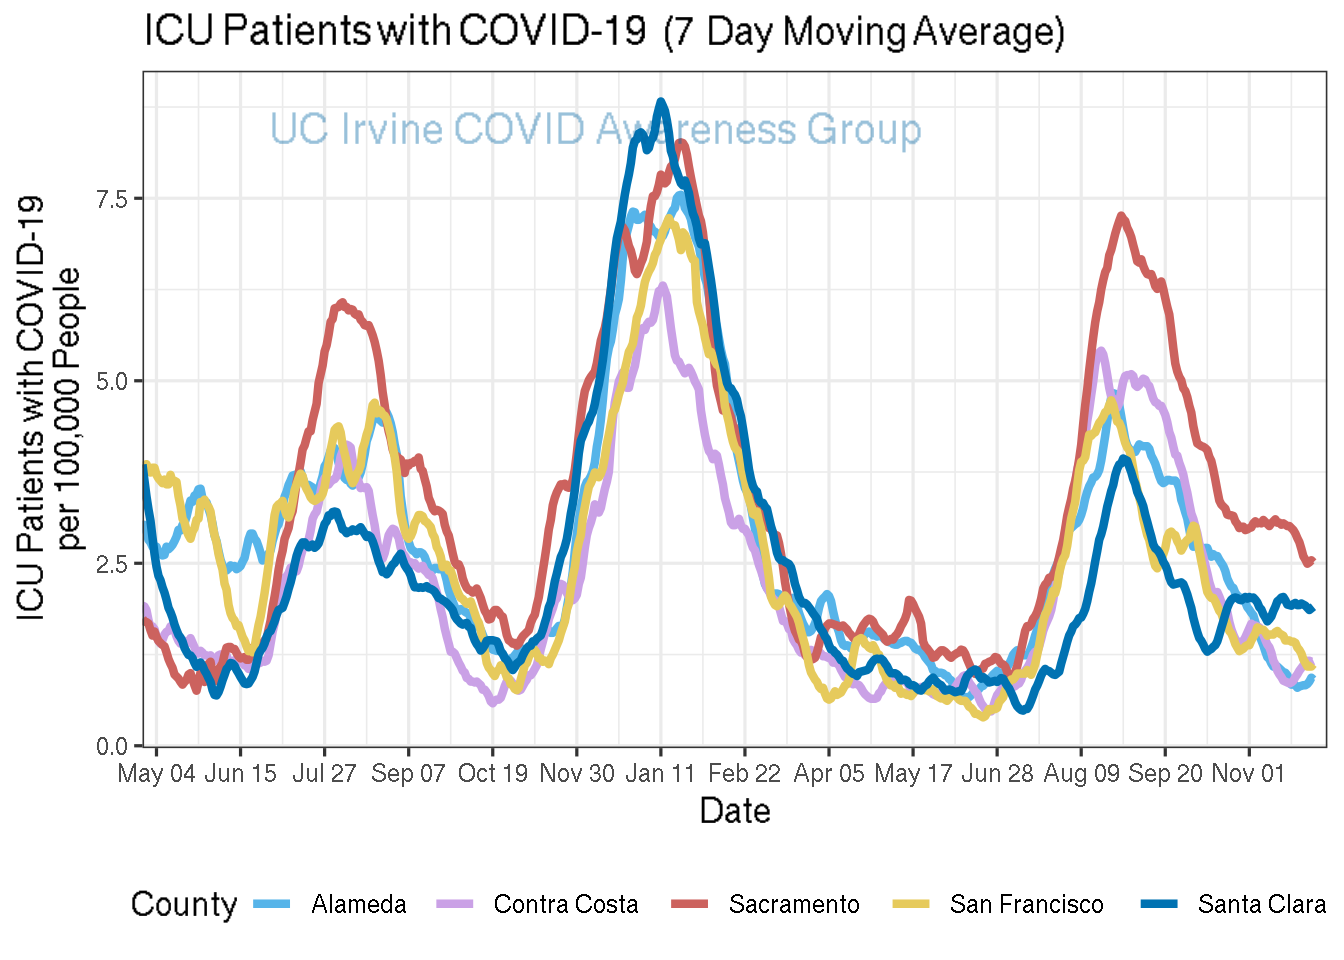 ICU Patients with COVID-19 (7 Day Moving Average)
UC Irvine COVID Awareness Group
ICU Patients with COVID-19
per 100,000 People
7.5
5.0
2.5
0.0
May 04 Jun 15 Jul 27 Sep 07 Oct 19 Nov 30 Jan 11 Feb 22 Apr 05 May 17 Jun 28 Aug 09 Sep 20 Nov 01
Date
County Alameda Contra Costa Sacramento San Francisco Santa Clara